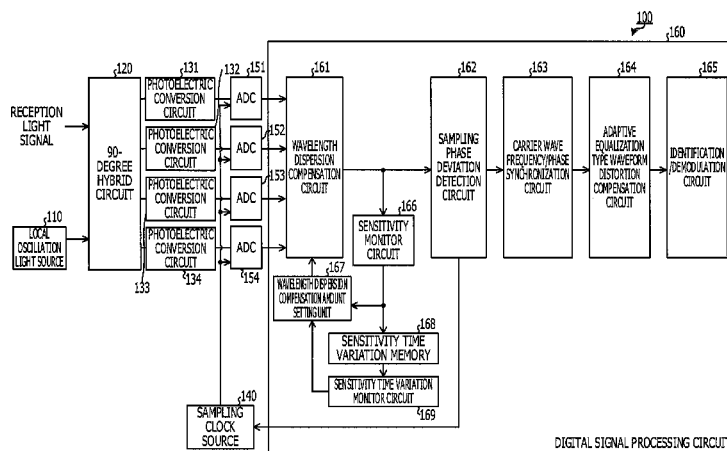 100
160
120
131
132
151
161
162
163
164
165
RECEPTION
LIGHT
SIGNAL
90-
DEGREE
HYBRID
CIRCUIT
PHOTOELECTRIC
CONVERSION
CIRCUIT
ADC
152
PHOTOELECTRIC
CONVERSION
CIRCUIT
ADC
153
PHOTOELECTRIC
CONVERSION
CIRCUIT
ADC
110
LOCAL
OSCILLATION
LIGHT SOURCE
133
PHOTOELECTRIC
CONVERSION
CIRCUIT
134
ADC
154
WAVELENGTH
DISPERSION
COMPENSATION
CIRCUIT
SAMPLING
PHASE
DEVIATION
DETECTION
CIRCUIT
CARRIER WAVE
FREQUENCY/PHASE
SYNCHRONIZATION
CIRCUIT
ADAPTIVE
EQUALIZATION
TYPE WAVEFORM
DISTORTION
COMPENSATION CIRCUIT
IDENTIFICATION
/DEMODULATION
CIRCUIT
166
SENSITIVITY
MONITOR
CIRCUIT
167
WAVELENGTH DISPERSION
COMPENSATION AMOUNT
SETTING UNIT
168
SENSITIVITY TIME
VARIATION MEMORY
SENSITIVITY TIME VARIATION
MONITOR CIRCUIT
169
140
SAMPLING
CLOCK
SOURCE
DIGITAL SIGNAL PROCESSING CIRCUIT